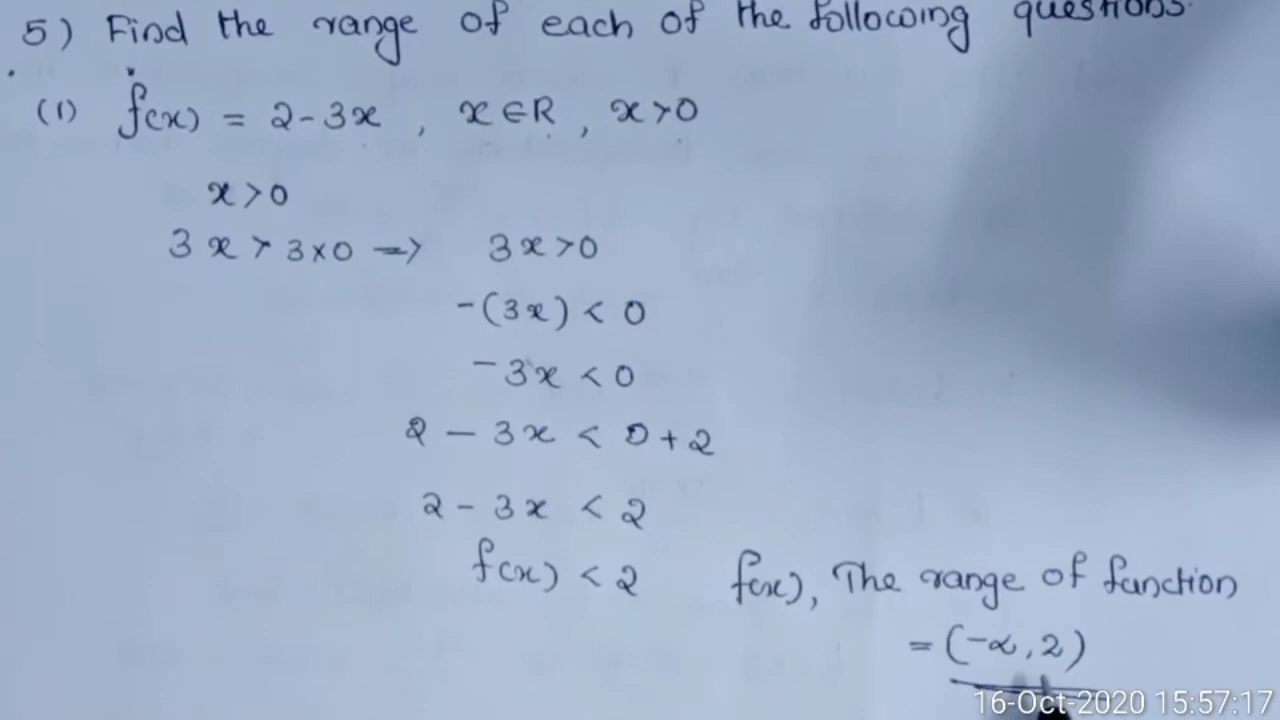 5) Find the range of each of the following questions.
(1) f(x) = 2-3x , x∈R , x>0
x>0
3x > 3×0 => 3x>0
-(3x) < 0
-3x < 0
2 - 3x < 0+2
2 - 3x < 2
f(x) < 2 f(x), The range of function
= (-∝, 2)
16-Oct-2020 15:57:17